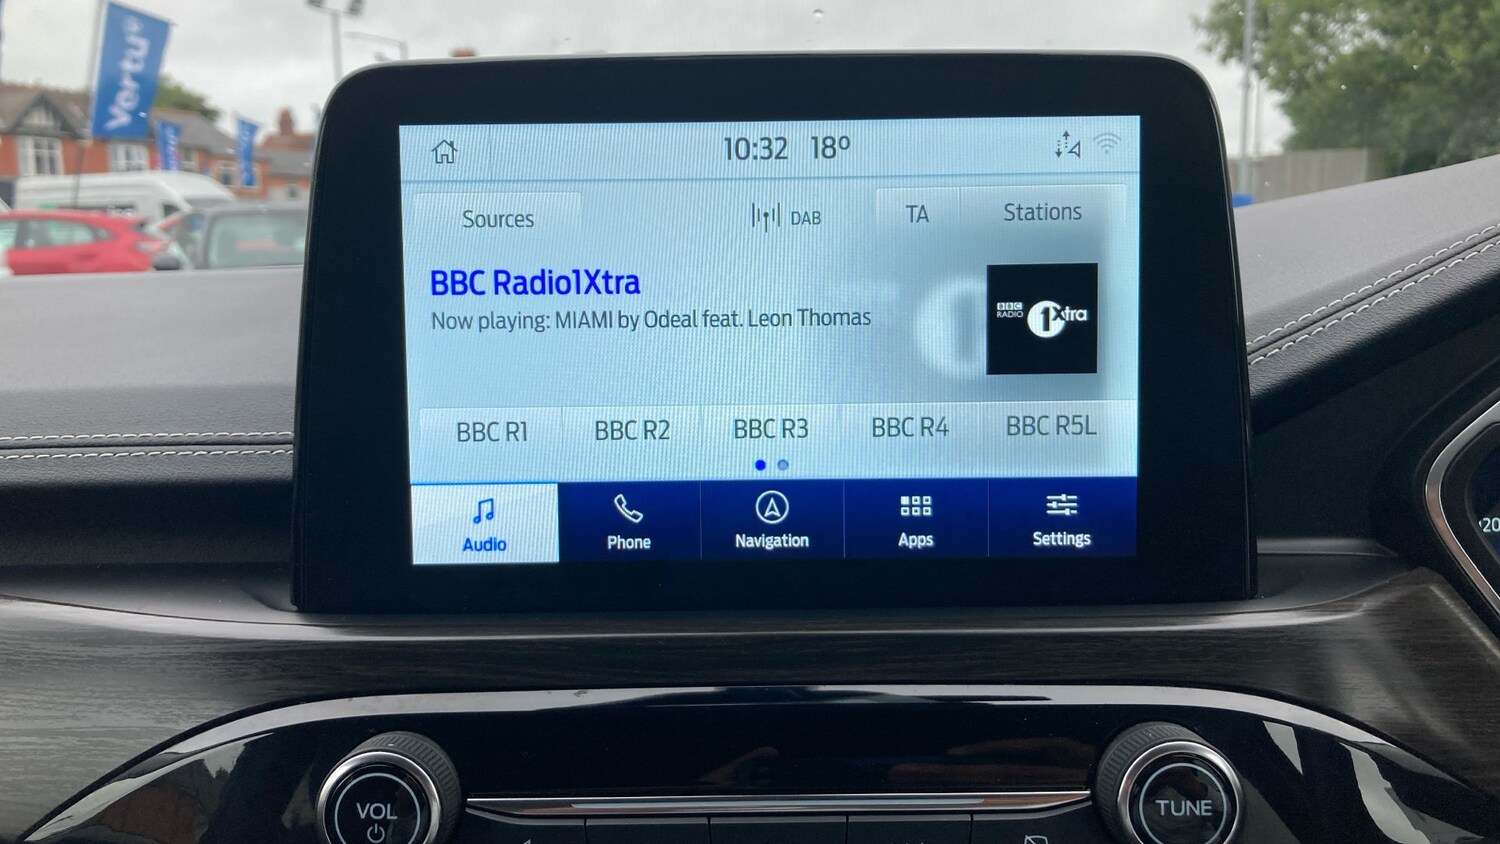 Vertu
10:32 18°
Sources
DAB
TA
Stations
BBC Radio1Xtra
Now playing: MIAMI by Odeal feat. Leon Thomas
BBC
RADIO
1Xtra
BBC R1
BBC R2
BBC R3
BBC R4
BBC R5L
Audio
Phone
Navigation
Apps
Settings
20
VOL
TUNE